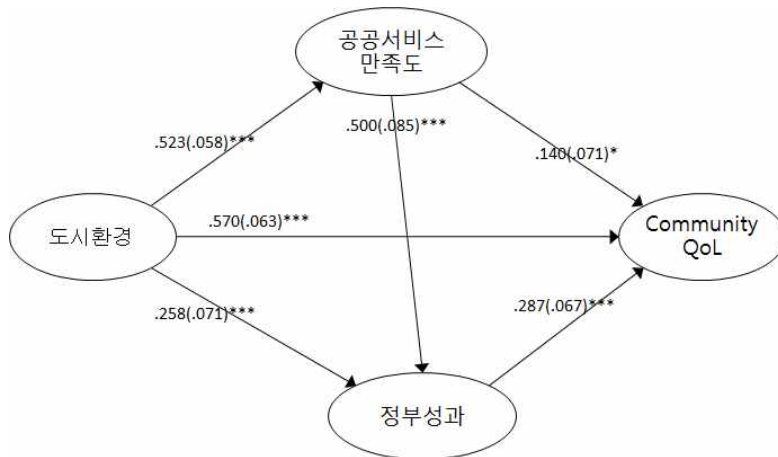 공공서비스
만족도
.523(.058)***
.500(.085)***
.140(.071)*
도시환경
.570(.063)***
Community
QoL
.258(.071)***
.287(.067)***
정부성과